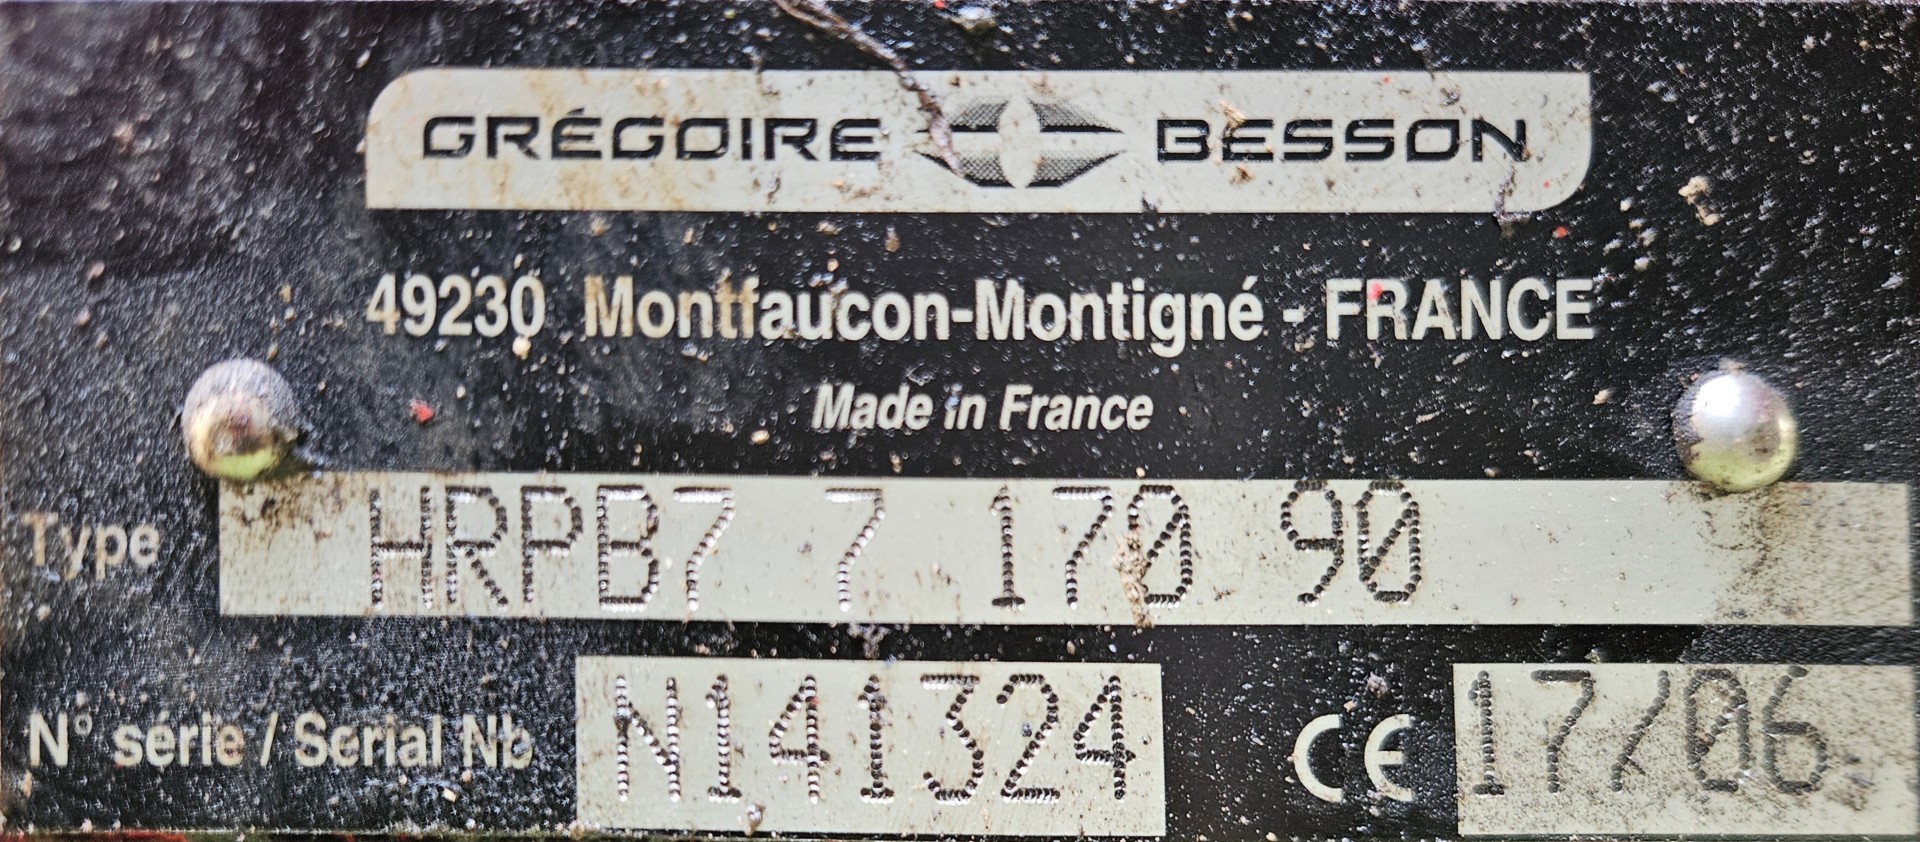 GRÉGOIRE BESSON
49230 Montfaucon-Montigné - FRANCE
Made in France
Type HRPB7 7 170 90
N° série / Serial Nb N141324 CE 17/06